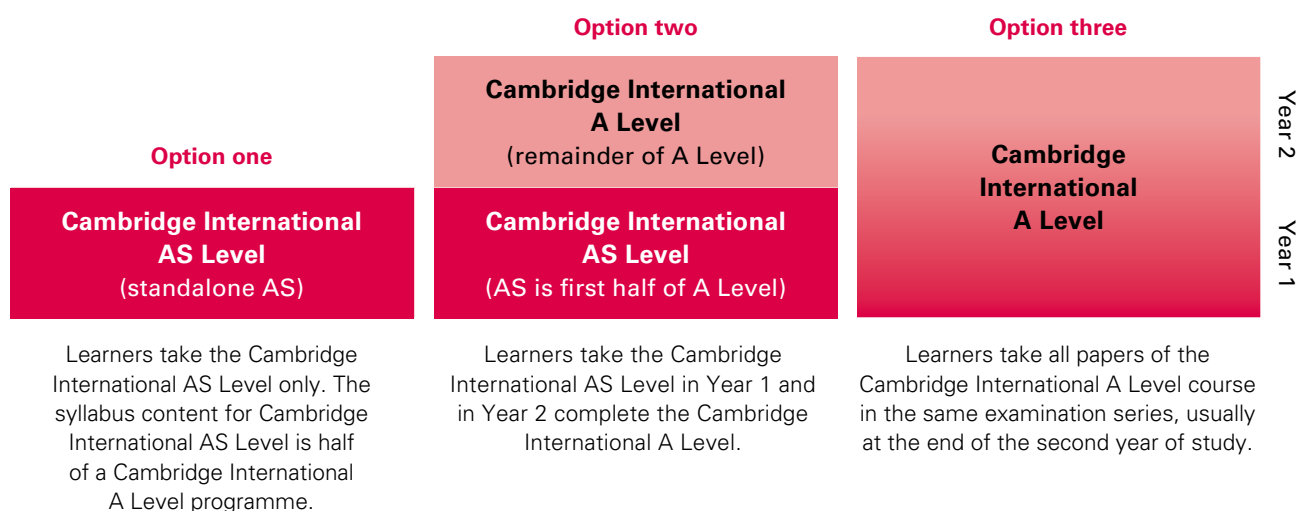 Option one
Cambridge International
AS Level
(standalone AS)
Learners take the Cambridge
International AS Level only. The
syllabus content for Cambridge
International AS Level is half
of a Cambridge International
A Level programme.
Option two
Cambridge International
A Level
(remainder of A Level)
Cambridge International
AS Level
(AS is first half of A Level)
Learners take the Cambridge
International AS Level in Year 1 and
in Year 2 complete the Cambridge
International A Level.
Option three
Cambridge
International
A Level
Learners take all papers of the
Cambridge International A Level course
in the same examination series, usually
at the end of the second year of study.
Year 2
Year 1